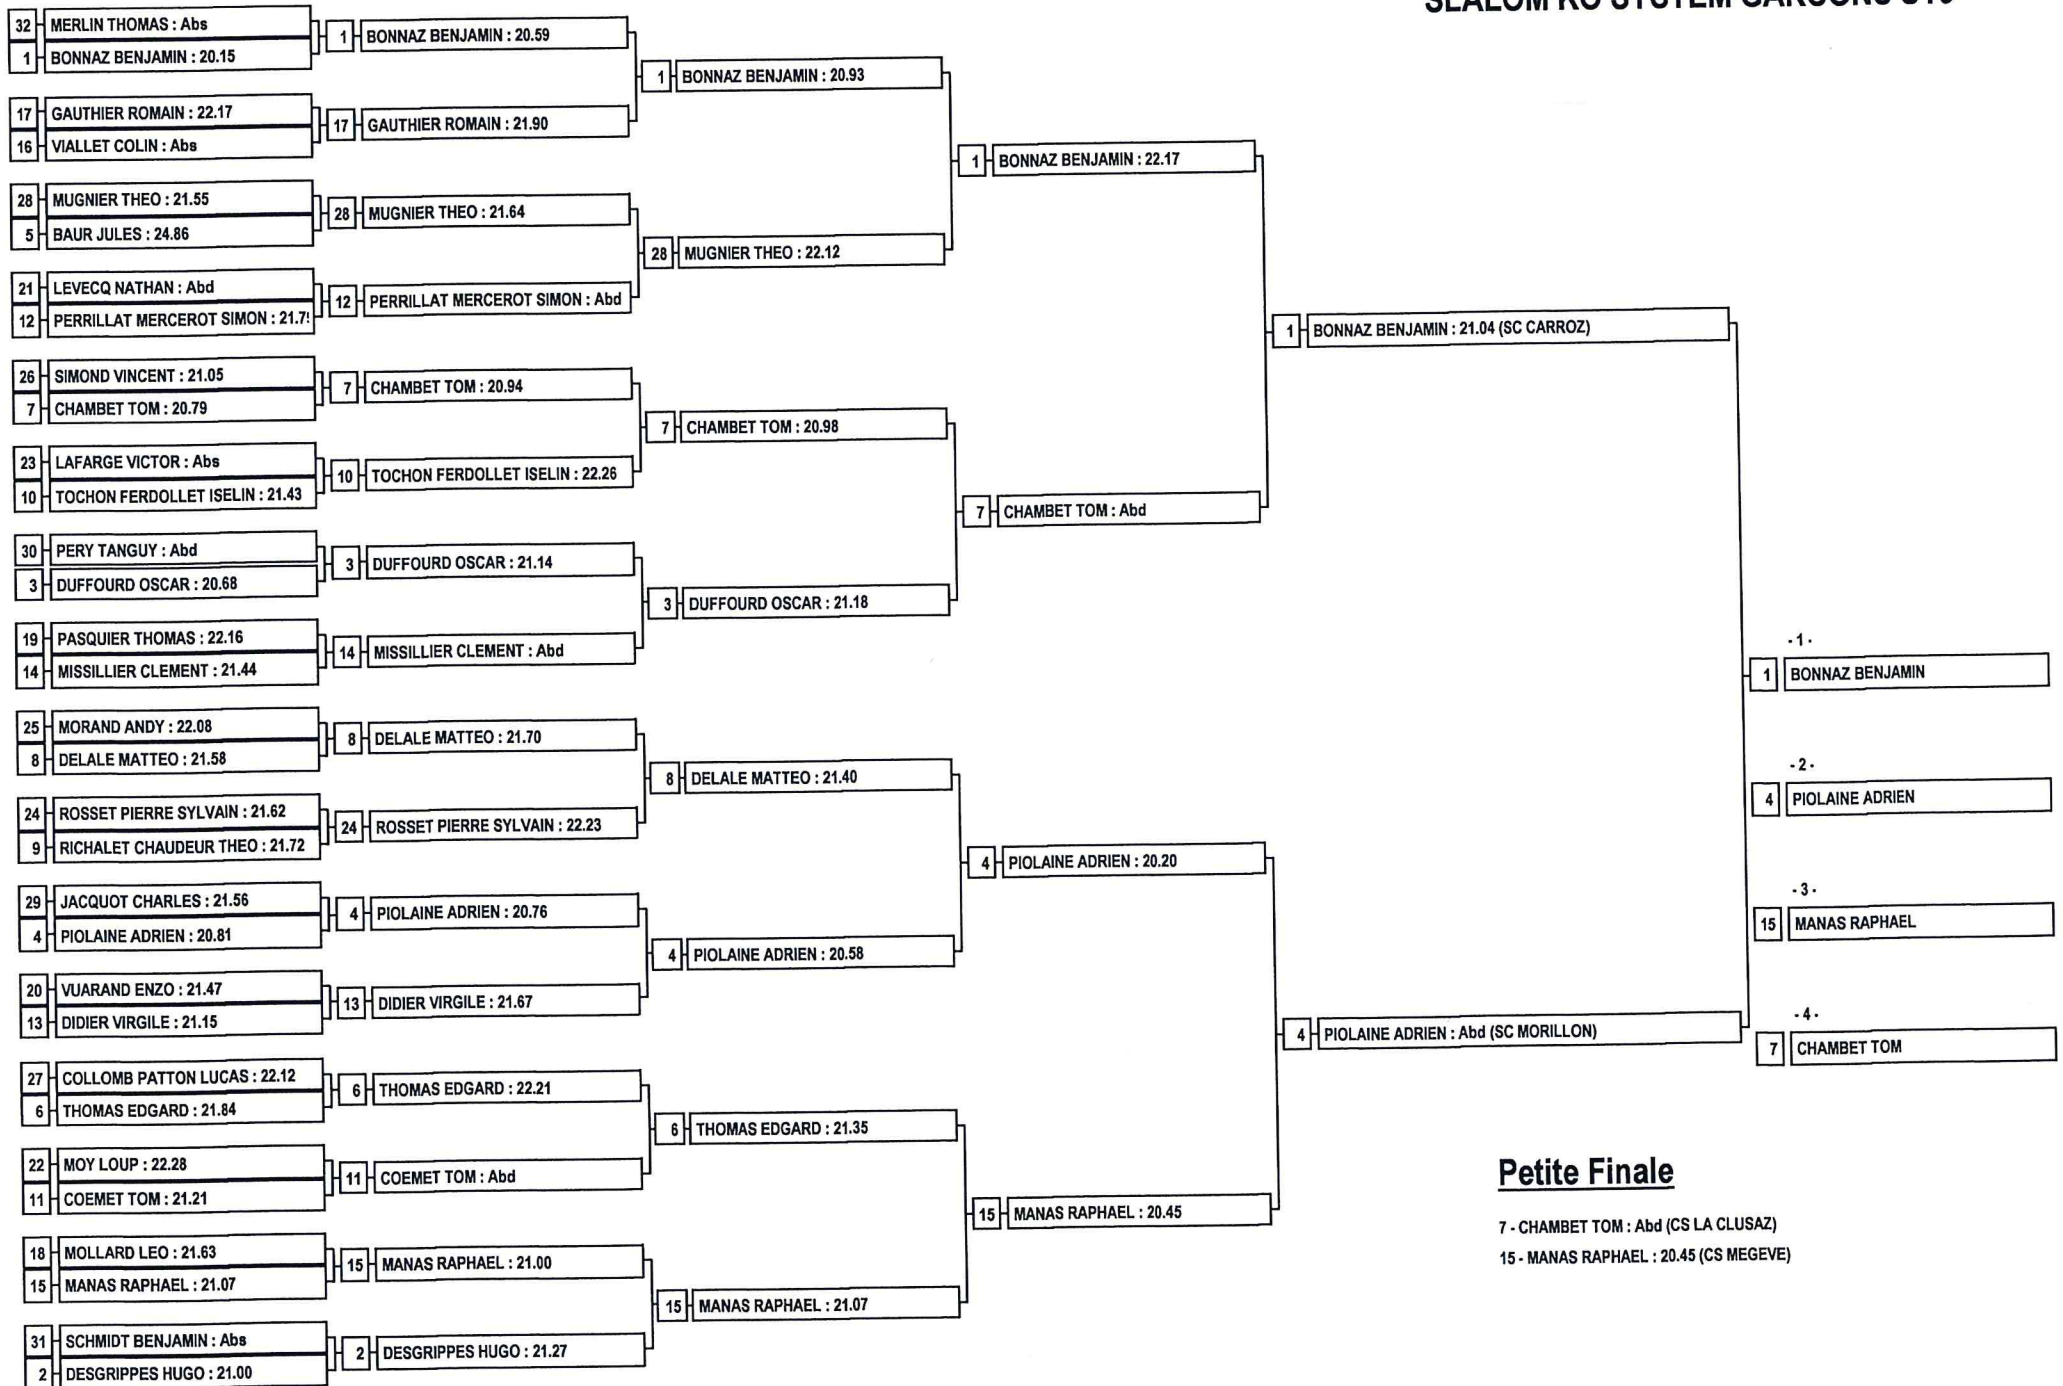 32 MERLIN THOMAS : Abs
1 BONNAZ BENJAMIN : 20.15
17 GAUTHIER ROMAIN : 22.17
16 VIALLET COLIN : Abs
28 MUGNIER THEO : 21.55
5 BAUR JULES : 24.86
21 LEVECQ NATHAN : Abd
12 PERRILLAT MERCEROT SIMON :
26 SIMOND VINCENT : 21.05
7 CHAMBET TOM : 20.79
23 LAFARGE VICTOR : Abs
10 TOCHON FERDOLLET ISELIN : 21.43
30 PERY TANGUY : Abd
3 DUFFOURD OSCAR : 20.68
19 PASQUIER THOMAS : 22.16
14 MISSILLIER CLEMENT : 21.44
25 MORAND ANDY : 22.08
8 DELALE MATTEO : 21.58
24 ROSSET PIERRE SYLVAIN : 21.62
9 RICHALET CHAUDEUR THEO : 21.72
29 JACQUOT CHARLES : 21.56
4 PIOLAINE ADRIEN : 20.81
20 VUARAND ENZO : 21.47
13 DIDIER VIRGILE : 21.15
27 COLLOMB PATTON LUCAS : 22.12
6 THOMAS EDGARD : 21.84
22 MOY LOUP : 22.28
11 COEMET TOM : 21.21
18 MOLLARD LEO : 21.63
15 MANAS RAPHAEL : 21.07
31 SCHMIDT BENJAMIN : Abs
2 DESGRIPPES HUGO : 21.00
1 BONNAZ BENJAMIN : 20.59
17 GAUTHIER ROMAIN : 21.90
28 MUGNIER THEO : 21.64
12 PERRILLAT MERCEROT SIMON : Abd
7 CHAMBET TOM : 20.94
10 TOCHON FERDOLLET ISELIN : 22.26
3 DUFFOURD OSCAR : 21.14
14 MISSILLIER CLEMENT : Abd
8 DELALE MATTEO : 21.70
24 ROSSET PIERRE SYLVAIN : 22.23
4 PIOLAINE ADRIEN : 20.76
13 DIDIER VIRGILE : 21.67
6 THOMAS EDGARD : 22.21
11 COEMET TOM : Abd
15 MANAS RAPHAEL : 21.00
2 DESGRIPPES HUGO : 21.27
1 BONNAZ BENJAMIN : 20.93
28 MUGNIER THEO : 22.12
7 CHAMBET TOM : 20.98
3 DUFFOURD OSCAR : 21.18
8 DELALE MATTEO : 21.40
4 PIOLAINE ADRIEN : 20.58
6 THOMAS EDGARD : 21.35
15 MANAS RAPHAEL : 21.07
1 BONNAZ BENJAMIN : 22.17
7 CHAMBET TOM : Abd
4 PIOLAINE ADRIEN : 20.20
15 MANAS RAPHAEL : 20.45
1 BONNAZ BENJAMIN : 21.04 (SC CARROZ)
4 PIOLAINE ADRIEN : Abd (SC MORILLON)
- 1 -
1 BONNAZ BENJAMIN
- 2 -
4 PIOLAINE ADRIEN
- 3 -
15 MANAS RAPHAEL
- 4 -
7 CHAMBET TOM
Petite Finale
7 - CHAMBET TOM : Abd (CS LA CLUSAZ)
15 - MANAS RAPHAEL : 20.45 (CS MEGEVE)